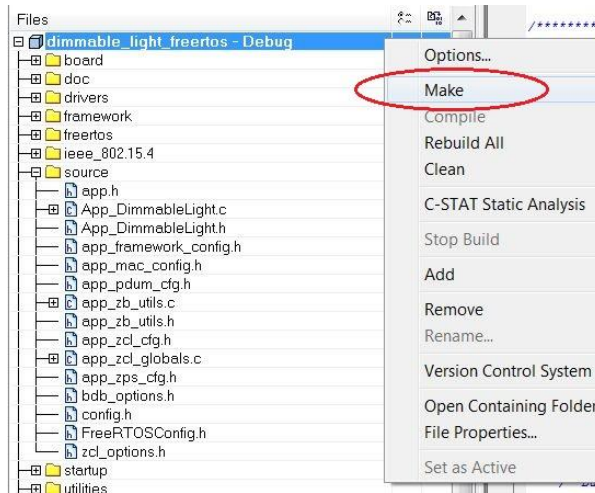 Files
dimmable_light_freertos - Debug
board
doc
drivers
framework
freertos
ieee_802.15.4
source
app.h
App_DimmableLight.c
App_DimmableLight.h
app_framework_config.h
app_mac_config.h
app_pdum_cfg.h
app_zb_utils.c
app_zb_utils.h
app_zcl_cfg.h
app_zcl_globals.c
app_zps_cfg.h
bdb_options.h
config.h
FreeRTOSConfig.h
zcl_options.h
startup
utilities
/********
Options...
Make
Compile
Rebuild All
Clean
C-STAT Static Analysis
Stop Build
Add
Remove
Rename...
Version Control System
Open Containing Folder
File Properties...
Set as Active